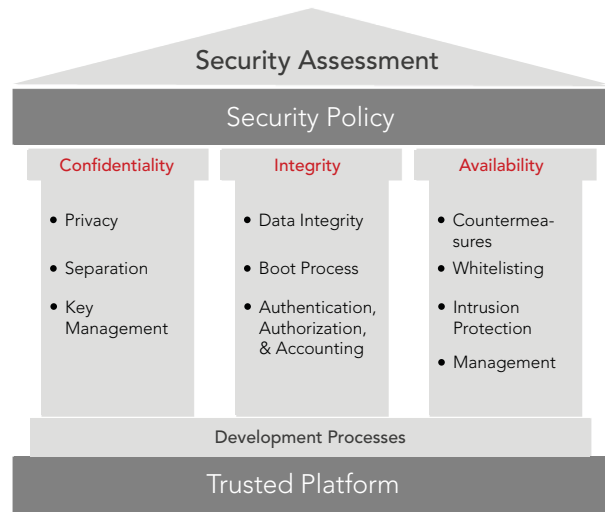 Security Assessment
Security Policy
Confidentiality
• Privacy
• Separation
• Key
Management
Integrity
• Data Integrity
• Boot Process
• Authentication,
Authorization,
& Accounting
Availability
• Countermea-
sures
• Whitelisting
• Intrusion
Protection
• Management
Development Processes
Trusted Platform